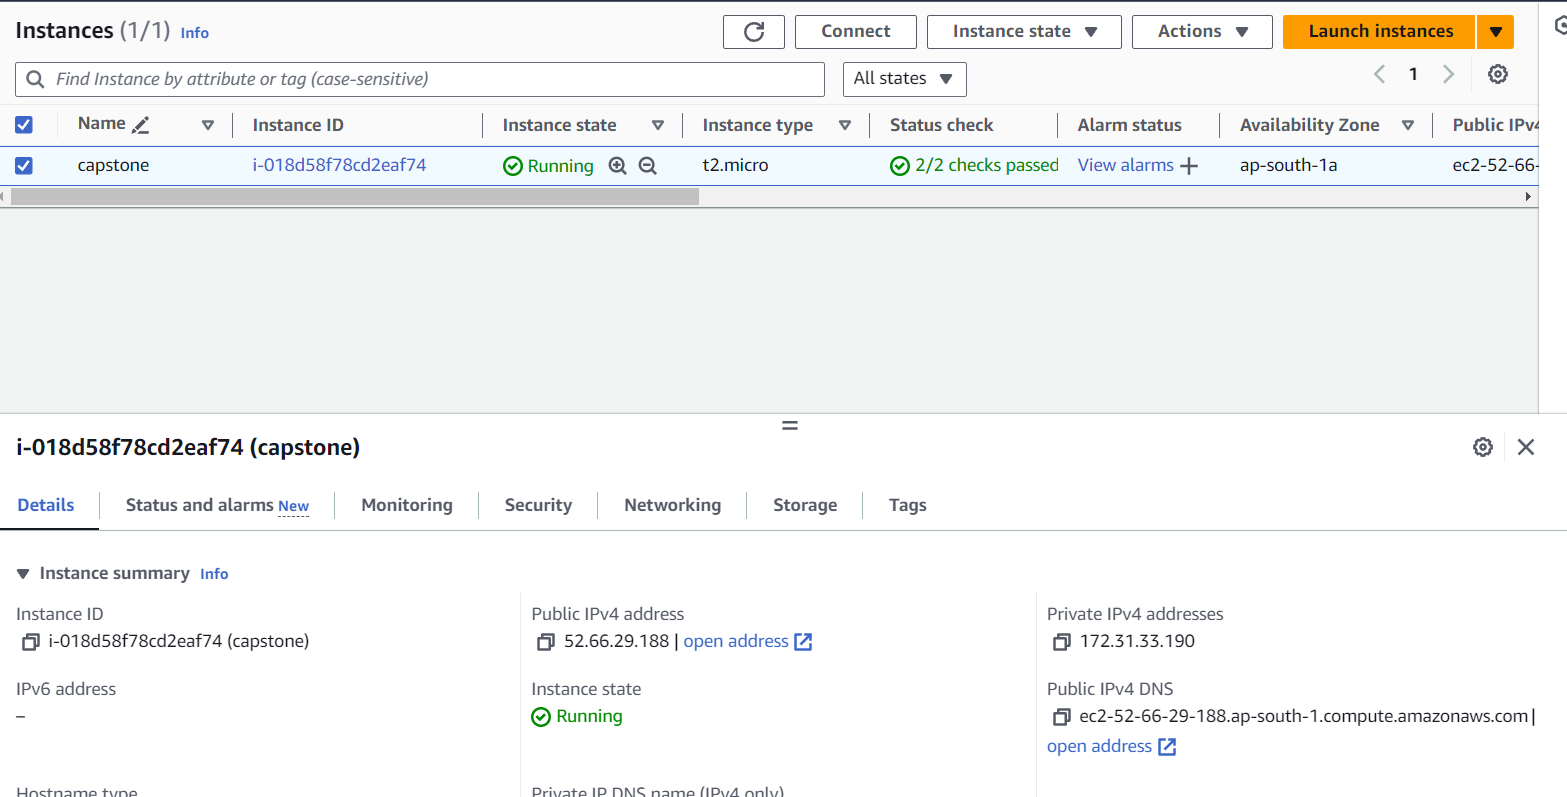 Instances (1/1) Info
Connect
Instance state
Actions
Launch instances
Find Instance by attribute or tag (case-sensitive)
All states
1
Name
Instance ID
Instance state
Instance type
Status check
Alarm status
Availability Zone
Public IPv4
capstone
i-018d58f78cd2eaf74
Running
t2.micro
2/2 checks passed
View alarms
ap-south-1a
ec2-52-66-
i-018d58f78cd2eaf74 (capstone)
Details
Status and alarms New
Monitoring
Security
Networking
Storage
Tags
Instance summary Info
Instance ID
i-018d58f78cd2eaf74 (capstone)
Public IPv4 address
52.66.29.188 | open address
Private IPv4 addresses
172.31.33.190
IPv6 address
–
Instance state
Running
Public IPv4 DNS
ec2-52-66-29-188.ap-south-1.compute.amazonaws.com |
open address
Hostname type
Private IP DNS name (IPv4 only)